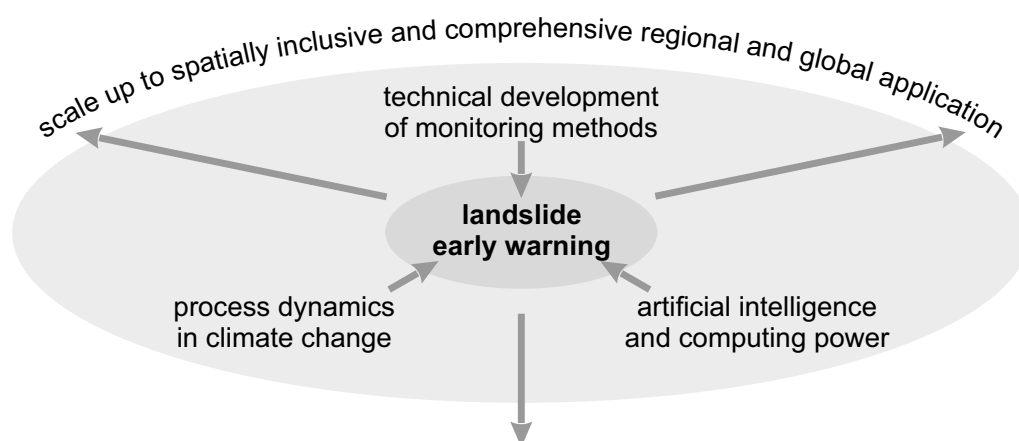 scale up to spatially inclusive and comprehensive regional and global application
technical development
of monitoring methods
landslide
early warning
process dynamics
in climate change
artificial intelligence
and computing power